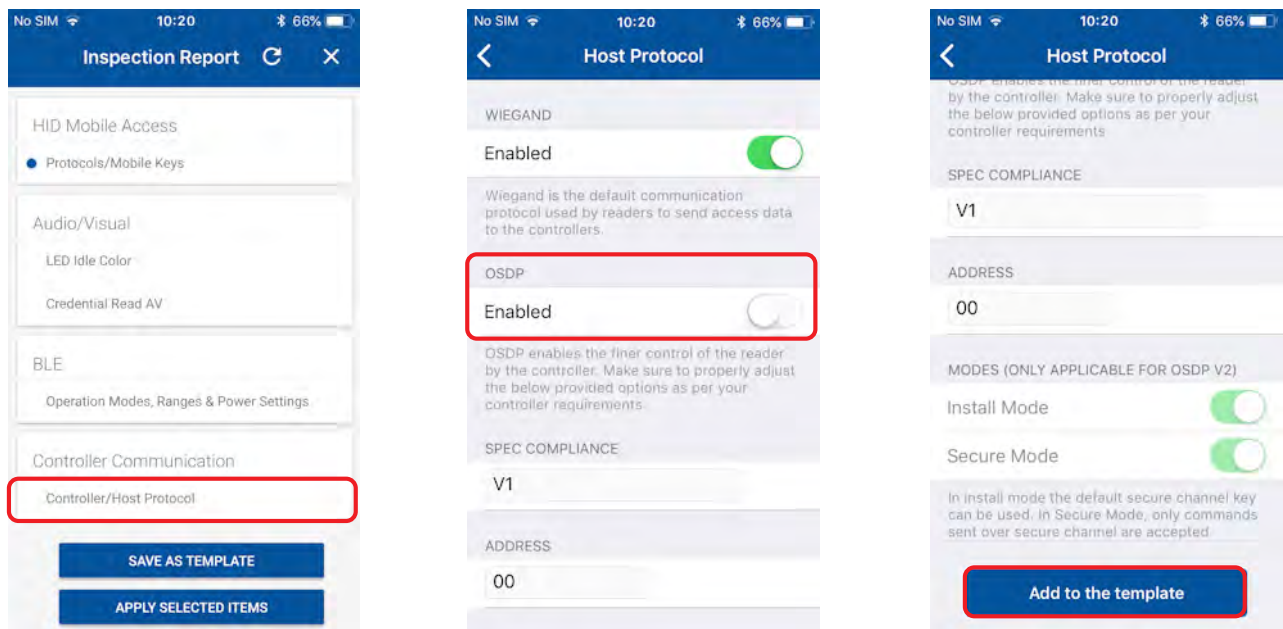 No SIM 10:20 66%
Inspection Report
HID Mobile Access
Protocols/Mobile Keys
Audio/Visual
LED Idle Color
Credential Read AV
BLE
Operation Modes, Ranges & Power Settings
Controller Communication
Controller/Host Protocol
SAVE AS TEMPLATE
APPLY SELECTED ITEMS
No SIM 10:20 66%
Host Protocol
WIEGAND
Enabled
Wiegand is the default communication
protocol used by readers to send access data
to the controllers.
OSDP
Enabled
OSDP enables the finer control of the reader
by the controller. Make sure to properly adjust
the below provided options as per your
controller requirements
SPEC COMPLIANCE
V1
ADDRESS
00
No SIM 10:20 66%
Host Protocol
OSDP enables the finer control of the reader
by the controller. Make sure to properly adjust
the below provided options as per your
controller requirements
SPEC COMPLIANCE
V1
ADDRESS
00
MODES (ONLY APPLICABLE FOR OSDP V2)
Install Mode
Secure Mode
In install mode the default secure channel key
can be used. In Secure Mode, only commands
sent over secure channel are accepted
Add to the template